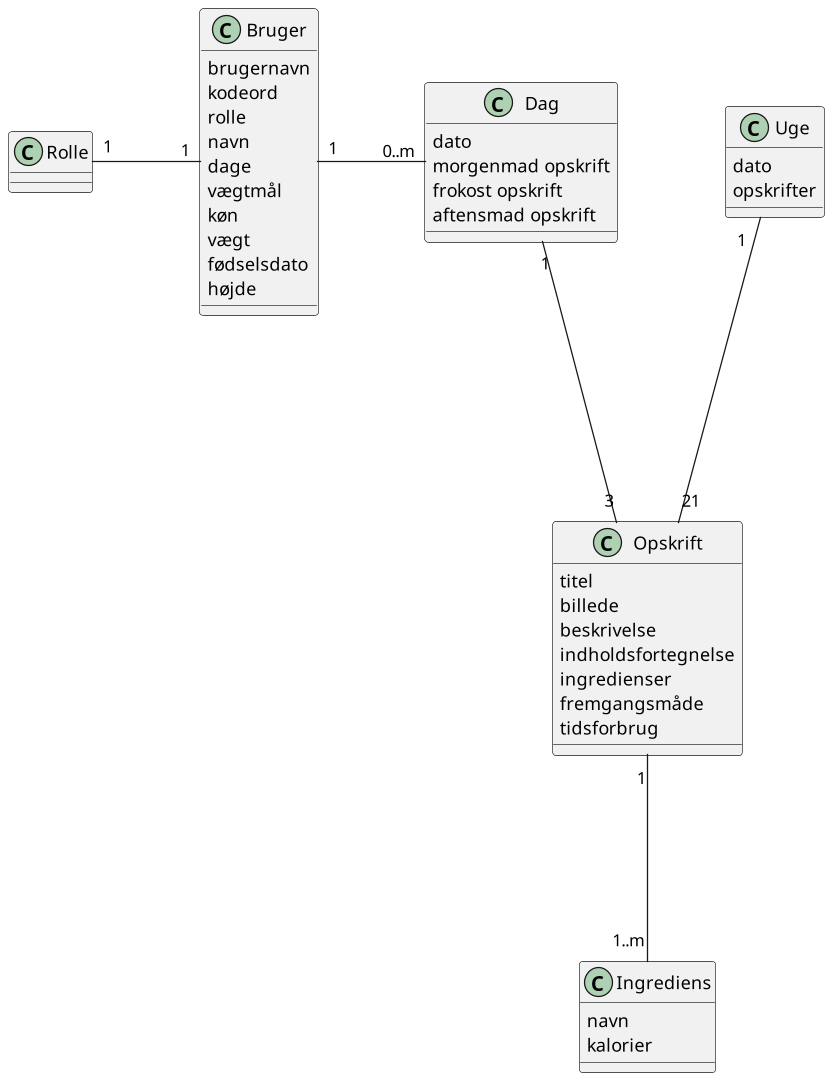 C Bruger
brugernavn
kodeord
rolle
navn
dage
vægtmål
køn
vægt
fødselsdato
højde
C Rolle
1
1
1
0..m
C Dag
dato
morgenmad opskrift
frokost opskrift
aftensmad opskrift
C Uge
dato
opskrifter
1
1
3
21
C Opskrift
titel
billede
beskrivelse
indholdsfortegnelse
ingredienser
fremgangsmåde
tidsforbrug
1
1..m
C Ingrediens
navn
kalorier